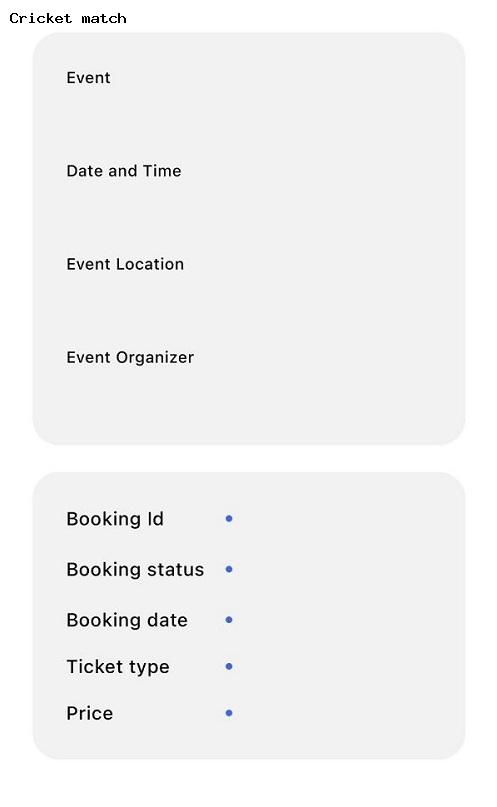 Cricket match
Event
Date and Time
Event Location
Event Organizer
Booking Id
Booking status
Booking date
Ticket type
Price